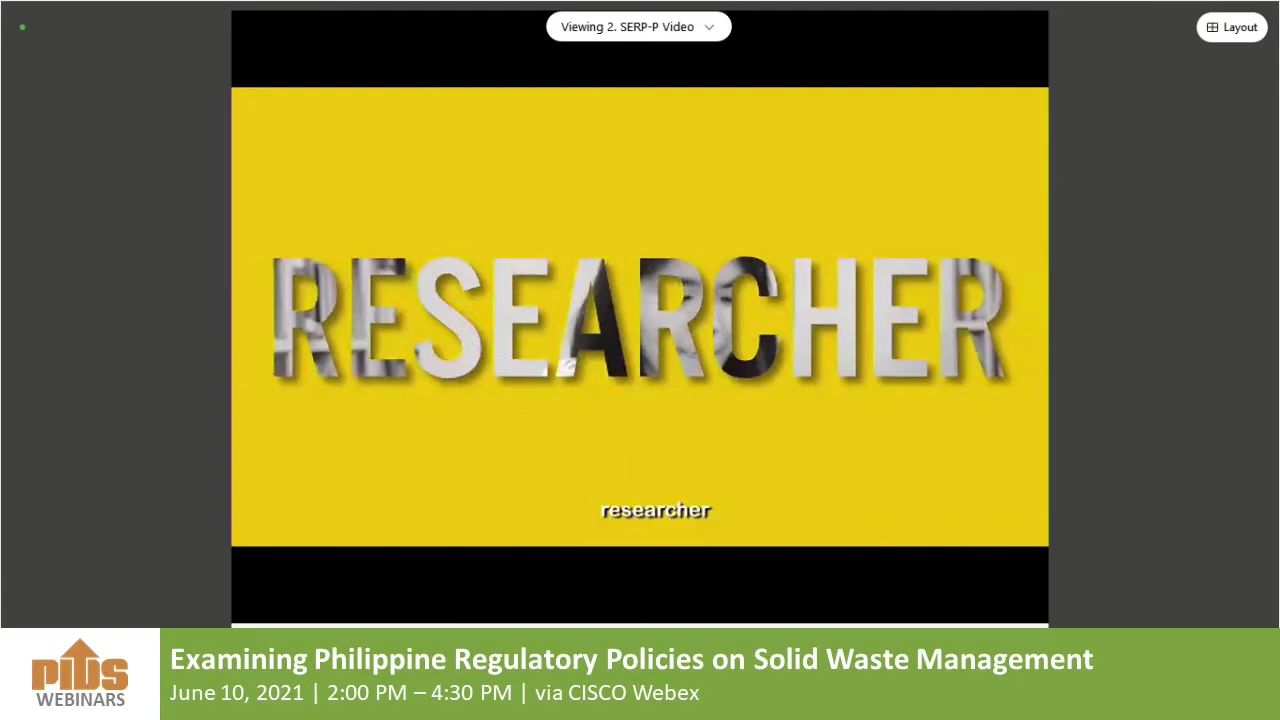 Viewing 2. SERP-P Video
Layout
RESEARCHER
researcher
PIDS
WEBINARS
Examining Philippine Regulatory Policies on Solid Waste Management
June 10, 2021 | 2:00 PM – 4:30 PM | via CISCO Webex